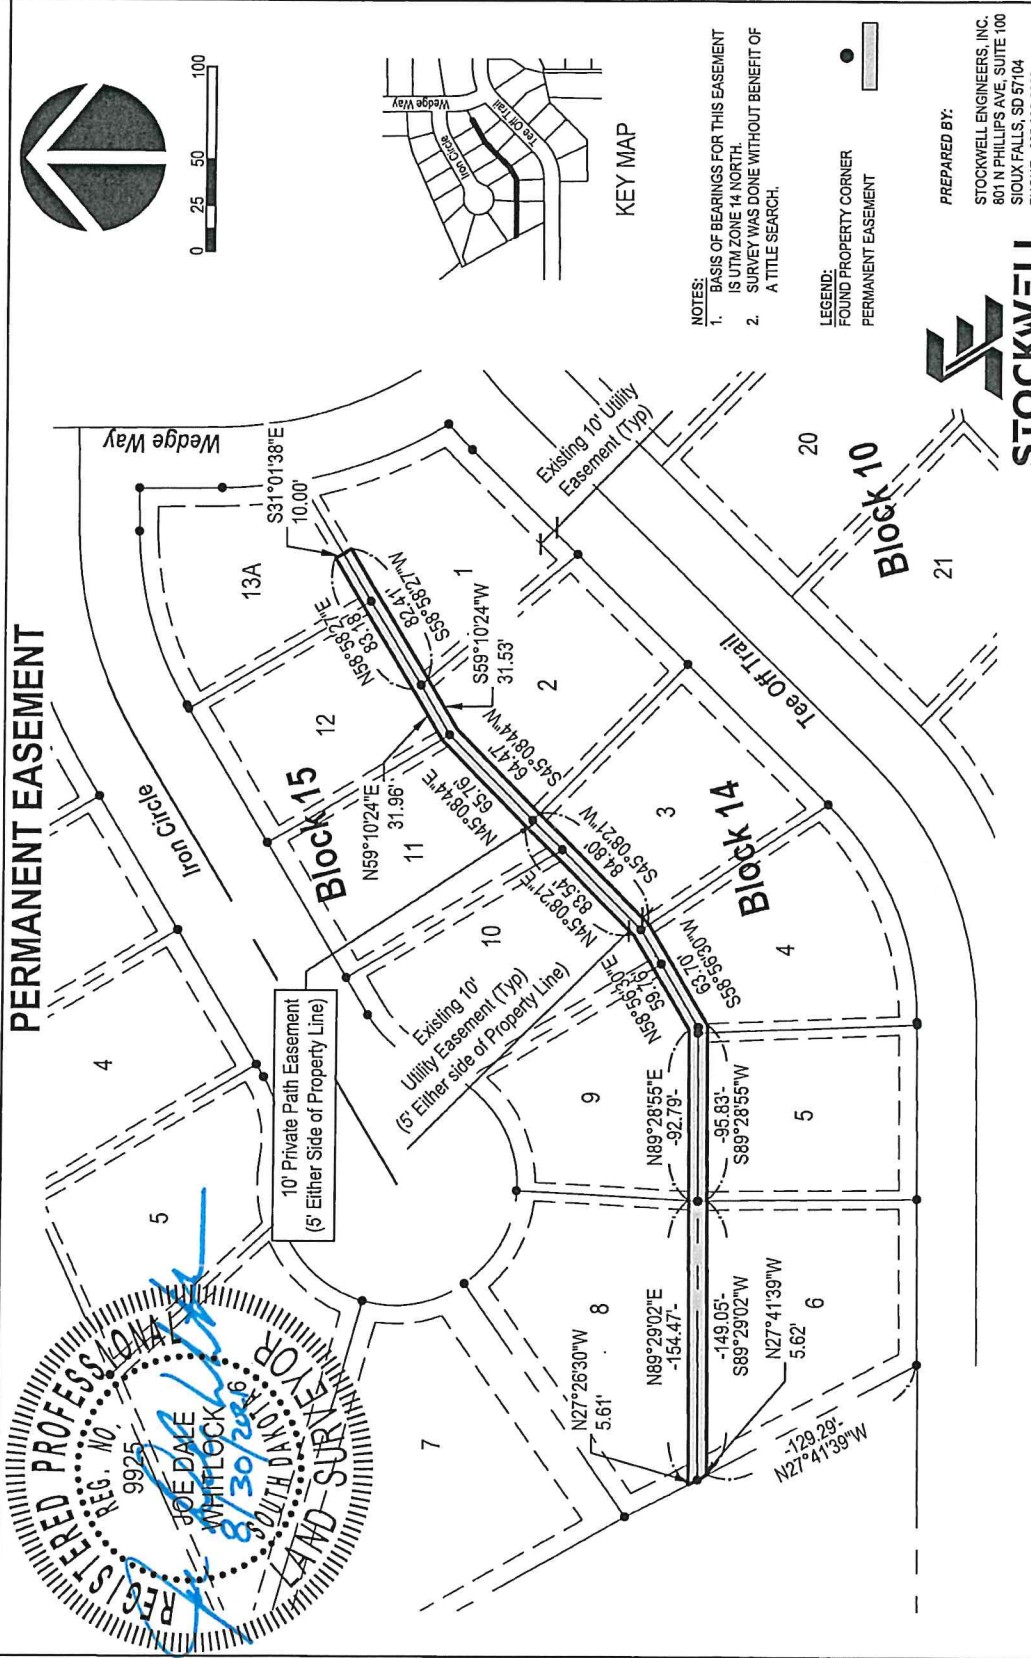 PERMANENT EASEMENT
REGISTERED PROFESSIONAL
LAND SURVEYOR
REG. NO.
9925
JOE DALE
WHITLOCK
SOUTH DAKOTA
8/30/2021
5
4
6
7
8
9
10
11
12
13A
1
2
3
4
5
6
20
21
Block 15
Block 14
Block 10
Iron Circle
Wedge Way
Tee Off Trail
10' Private Path Easement
(5' Either Side of Property Line)
Existing 10'
Utility Easement (Typ)
(5' Either side of Property Line)
Existing 10' Utility
Easement (Typ)
S31°01'38"E
10.00'
N58°58'27"E
83.18'
82.41'
S58°58'27"W
N59°10'24"E
31.96'
S59°10'24"W
31.53'
N45°08'44"E
65.76'
64.47'
S45°08'44"W
N45°08'21"E
83.54'
84.80'
S45°08'21"W
N58°56'30"E
59.76'
63.70'
S58°56'30"W
N89°28'55"E
-92.79'-
-95.83'-
S89°28'55"W
N89°29'02"E
-154.47'-
-149.05'-
S89°29'02"W
N27°26'30"W
5.61'
N27°41'39"W
5.62'
-129.29'-
N27°41'39"W
0 25 50 100
Iron Circle
Wedge Way
Tee Off Trail
KEY MAP
NOTES:
1. BASIS OF BEARINGS FOR THIS EASEMENT
IS UTM ZONE 14 NORTH.
2. SURVEY WAS DONE WITHOUT BENEFIT OF
A TITLE SEARCH.
LEGEND:
FOUND PROPERTY CORNER
PERMANENT EASEMENT
PREPARED BY:
STOCKWELL ENGINEERS, INC.
801 N PHILLIPS AVE, SUITE 100
SIOUX FALLS, SD 57104
STOCKWELL